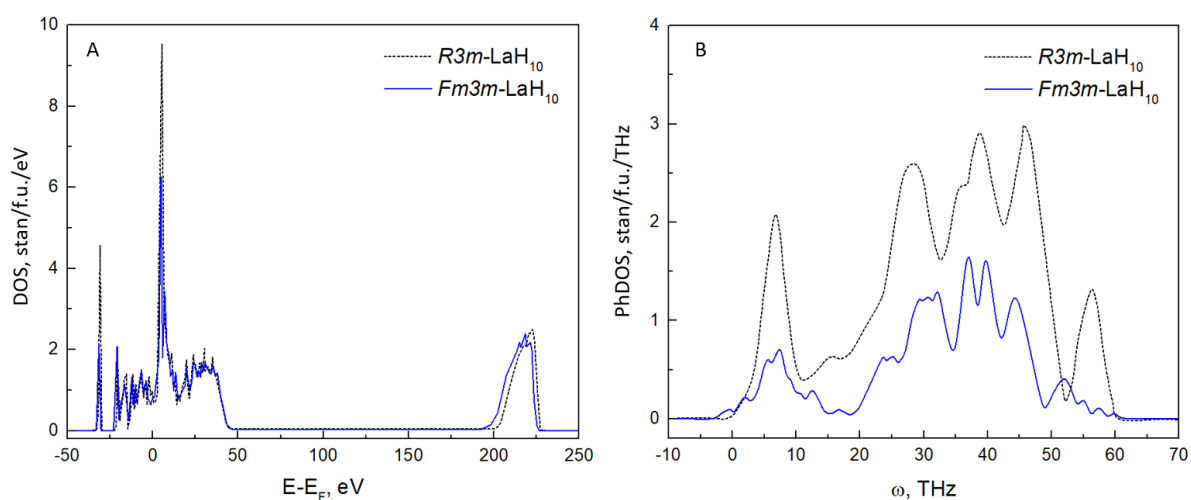 A
R3m-LaH10
Fm3m-LaH10
DOS, stan/f.u./eV
10
8
6
4
2
0
-50
0
50
100
150
200
250
E-EF, eV
B
R3m-LaH10
Fm3m-LaH10
PhDOS, stan/f.u./THz
4
3
2
1
0
-10
0
10
20
30
40
50
60
70
ω, THz